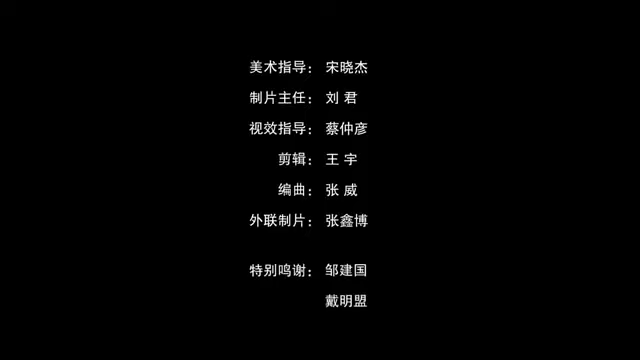 美术指导：宋晓杰
制片主任：刘 君
视效指导：蔡仲彦
剪辑：王 宇
编曲：张 威
外联制片：张鑫博
特别鸣谢：邹建国
戴明盟